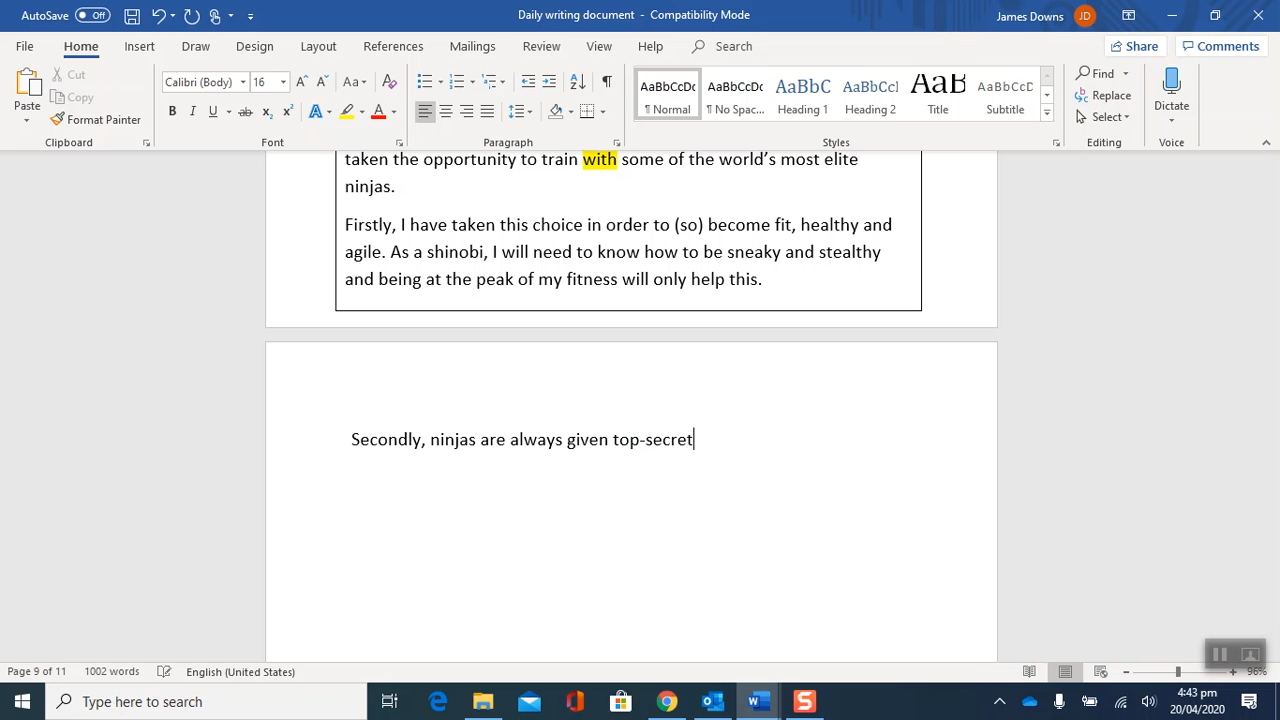 AutoSave Off Daily writing document - Compatibility Mode James Downs JD
File Home Insert Draw Design Layout References Mailings Review View Help Search Share Comments
Paste Cut Copy Format Painter
Calibri (Body) 16 Aa
B I U ab x₂ x² A A
AaBbCcDc AaBbCcDc AaBbC AaBbCcI AaB AaBbCcD
¶ Normal ¶ No Spac... Heading 1 Heading 2 Title Subtitle
Find Replace Select Dictate
Clipboard Font Paragraph Styles Editing Voice
taken the opportunity to train with some of the world’s most elite
ninjas.
Firstly, I have taken this choice in order to (so) become fit, healthy and
agile. As a shinobi, I will need to know how to be sneaky and stealthy
and being at the peak of my fitness will only help this.
Secondly, ninjas are always given top-secret
Page 9 of 11 1002 words English (United States) 96%
Type here to search 4:43 pm
20/04/2020